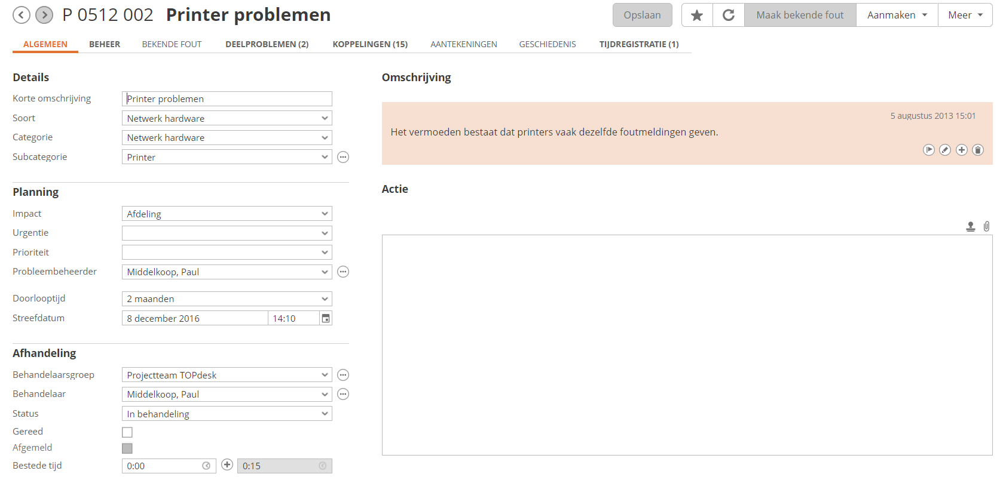 P 0512 002 Printer problemen
Opslaan
Maak bekende fout
Aanmaken
Meer
ALGEMEEN BEHEER BEKENDE FOUT DEELPROBLEMEN (2) KOPPELINGEN (15) AANTEKENINGEN GESCHIEDENIS TIJDREGISTRATIE (1)
Details
Korte omschrijving Printer problemen
Soort Netwerk hardware
Categorie Netwerk hardware
Subcategorie Printer
Planning
Impact Afdeling
Urgentie
Prioriteit
Probleembeheerder Middelkoop, Paul
Doorlooptijd 2 maanden
Streefdatum 8 december 2016 14:10
Afhandeling
Behandelaarsgroep Projectteam TOPdesk
Behandelaar Middelkoop, Paul
Status In behandeling
Gereed
Afgemeld
Bestede tijd 0:00 0:15
Omschrijving
5 augustus 2013 15:01
Het vermoeden bestaat dat printers vaak dezelfde foutmeldingen geven.
Actie